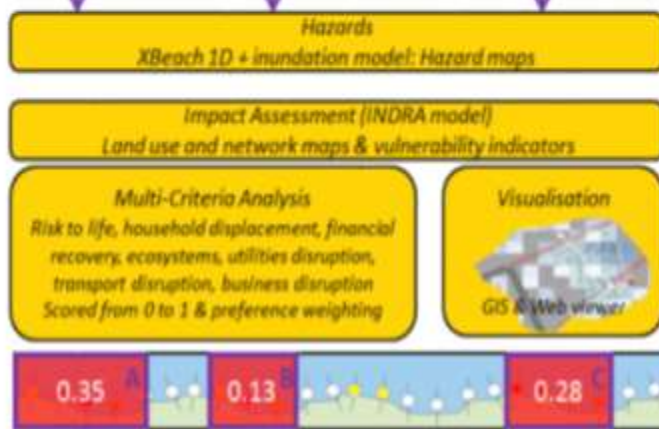 Hazards
XBeach 1D + inundation model: Hazard maps
Impact Assessment (INDRA model)
Land use and network maps & vulnerability indicators
Multi-Criteria Analysis
Risk to life, household displacement, financial
recovery, ecosystems, utilities disruption,
transport disruption, business disruption
Scored from 0 to 1 & preference weighting
Visualisation
GIS & Web viewer
0.35 A 0.13 B 0.28 C